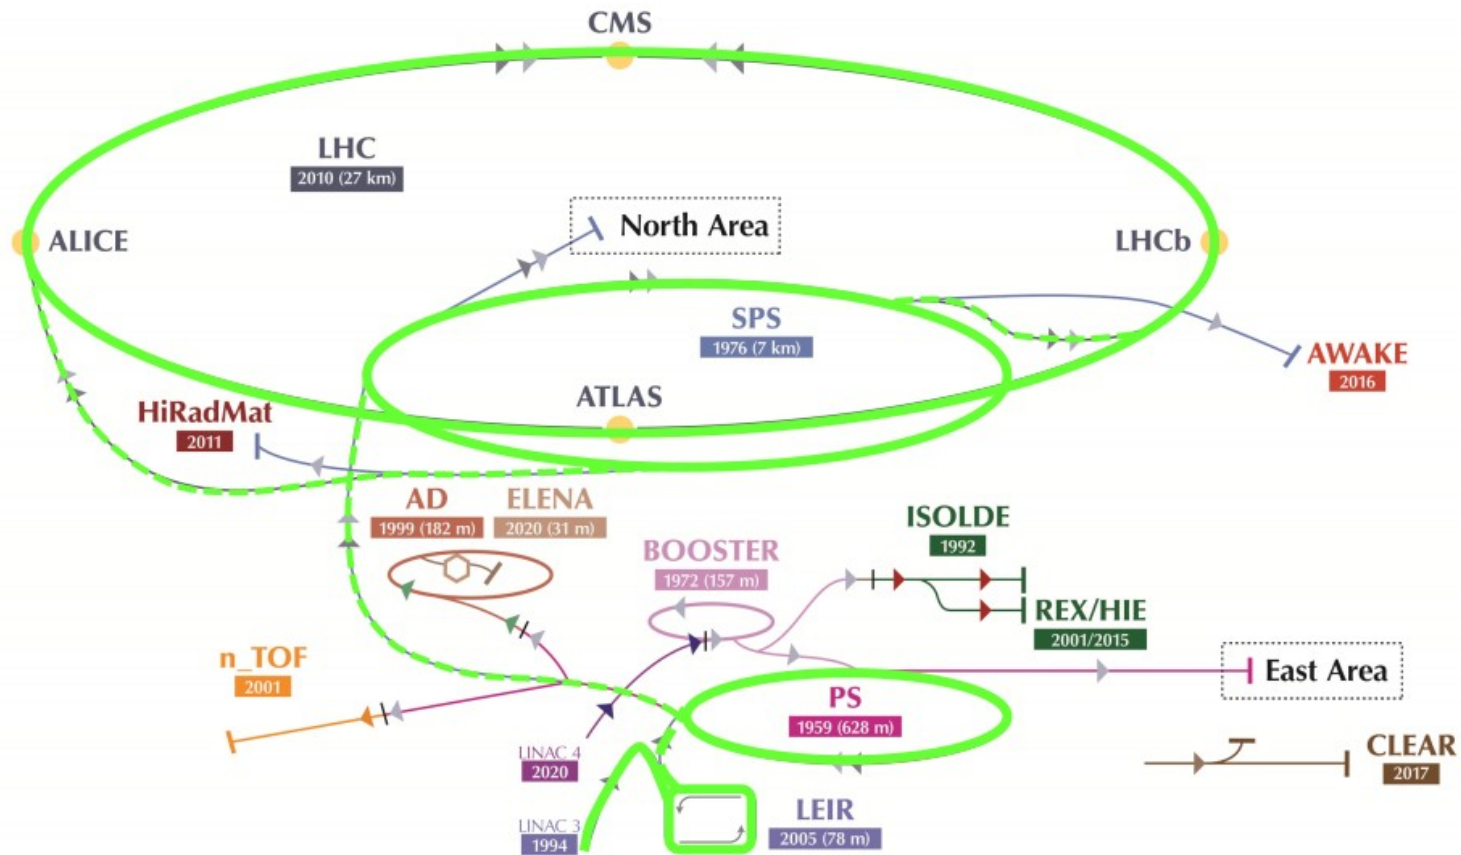 CMS
LHC
2010 (27 km)
North Area
ALICE
LHCb
SPS
1976 (7 km)
AWAKE
2016
ATLAS
HiRadMat
2011
AD
1999 (182 m)
ELENA
2020 (31 m)
ISOLDE
1992
BOOSTER
1972 (157 m)
REX/HIE
2001/2015
n_TOF
2001
East Area
PS
1959 (628 m)
LINAC 4
2020
CLEAR
2017
LEIR
2005 (78 m)
LINAC 3
1994